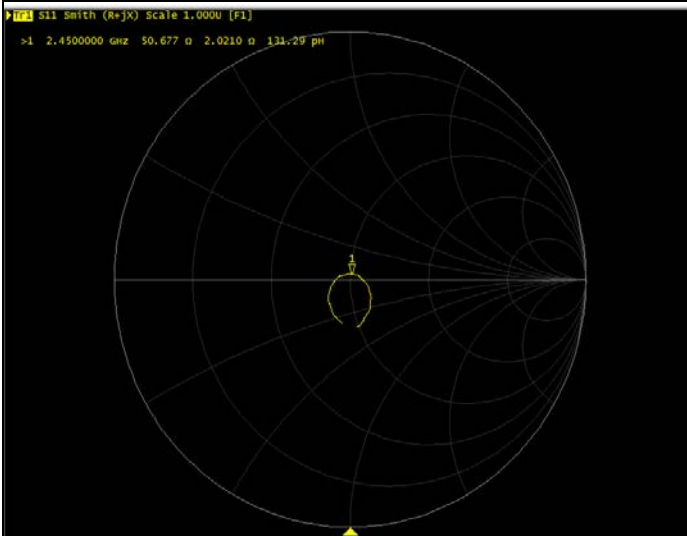 Tr1 S11 Smith (R+jX) Scale 1.000U [F1]
>1 2.4500000 GHz 50.677 Ω 2.0210 Ω 131.29 pH
1